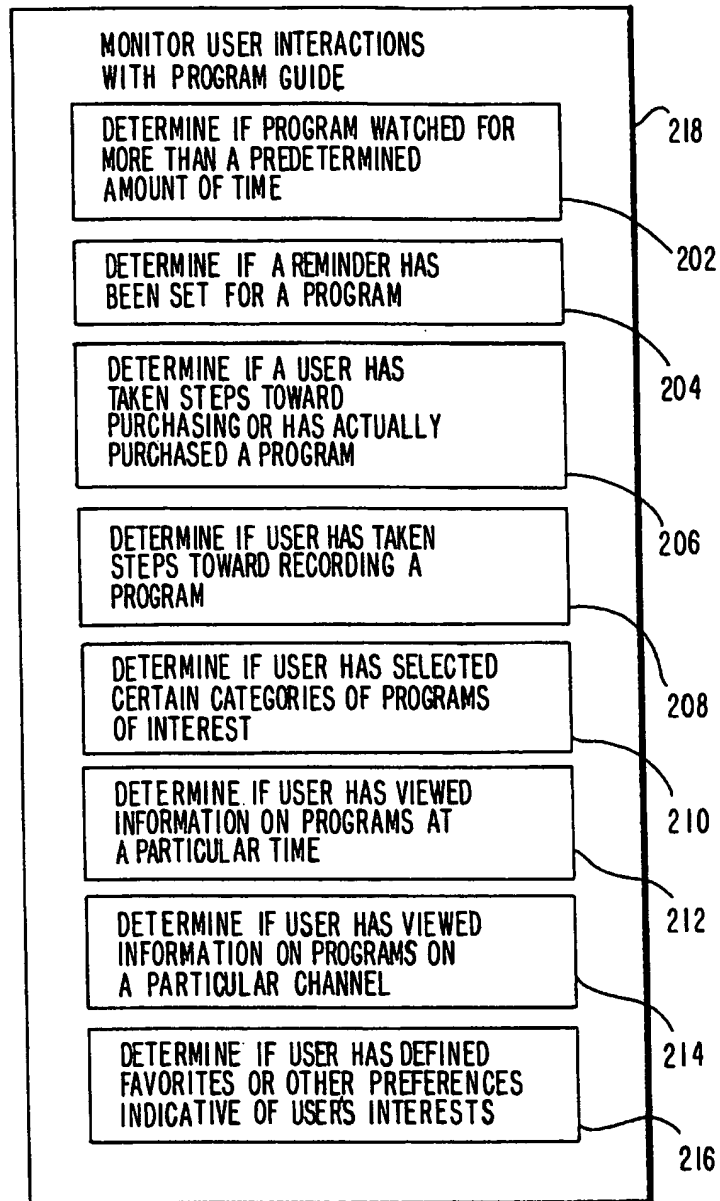 MONITOR USER INTERACTIONS
WITH PROGRAM GUIDE
218
DETERMINE IF PROGRAM WATCHED FOR
MORE THAN A PREDETERMINED
AMOUNT OF TIME
202
DETERMINE IF A REMINDER HAS
BEEN SET FOR A PROGRAM
204
DETERMINE IF A USER HAS
TAKEN STEPS TOWARD
PURCHASING OR HAS ACTUALLY
PURCHASED A PROGRAM
206
DETERMINE IF USER HAS TAKEN
STEPS TOWARD RECORDING A
PROGRAM
208
DETERMINE IF USER HAS SELECTED
CERTAIN CATEGORIES OF PROGRAMS
OF INTEREST
210
DETERMINE IF USER HAS VIEWED
INFORMATION ON PROGRAMS AT
A PARTICULAR TIME
212
DETERMINE IF USER HAS VIEWED
INFORMATION ON PROGRAMS ON
A PARTICULAR CHANNEL
214
DETERMINE IF USER HAS DEFINED
FAVORITES OR OTHER PREFERENCES
INDICATIVE OF USER'S INTERESTS
216